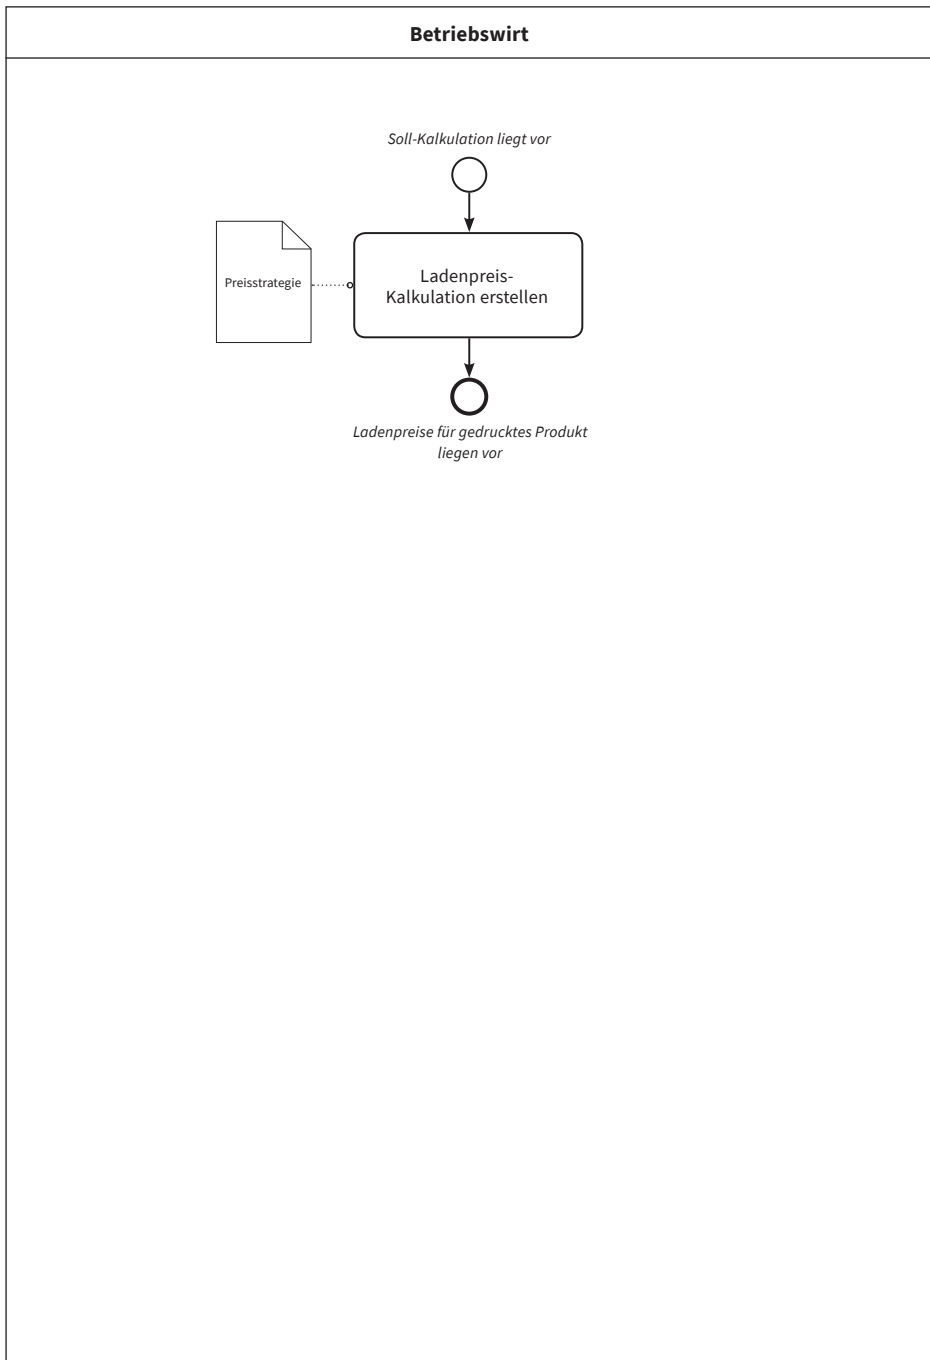 Betriebswirt
Soll-Kalkulation liegt vor
Preisstrategie
Ladenpreis-
Kalkulation erstellen
Ladenpreise für gedrucktes Produkt
liegen vor